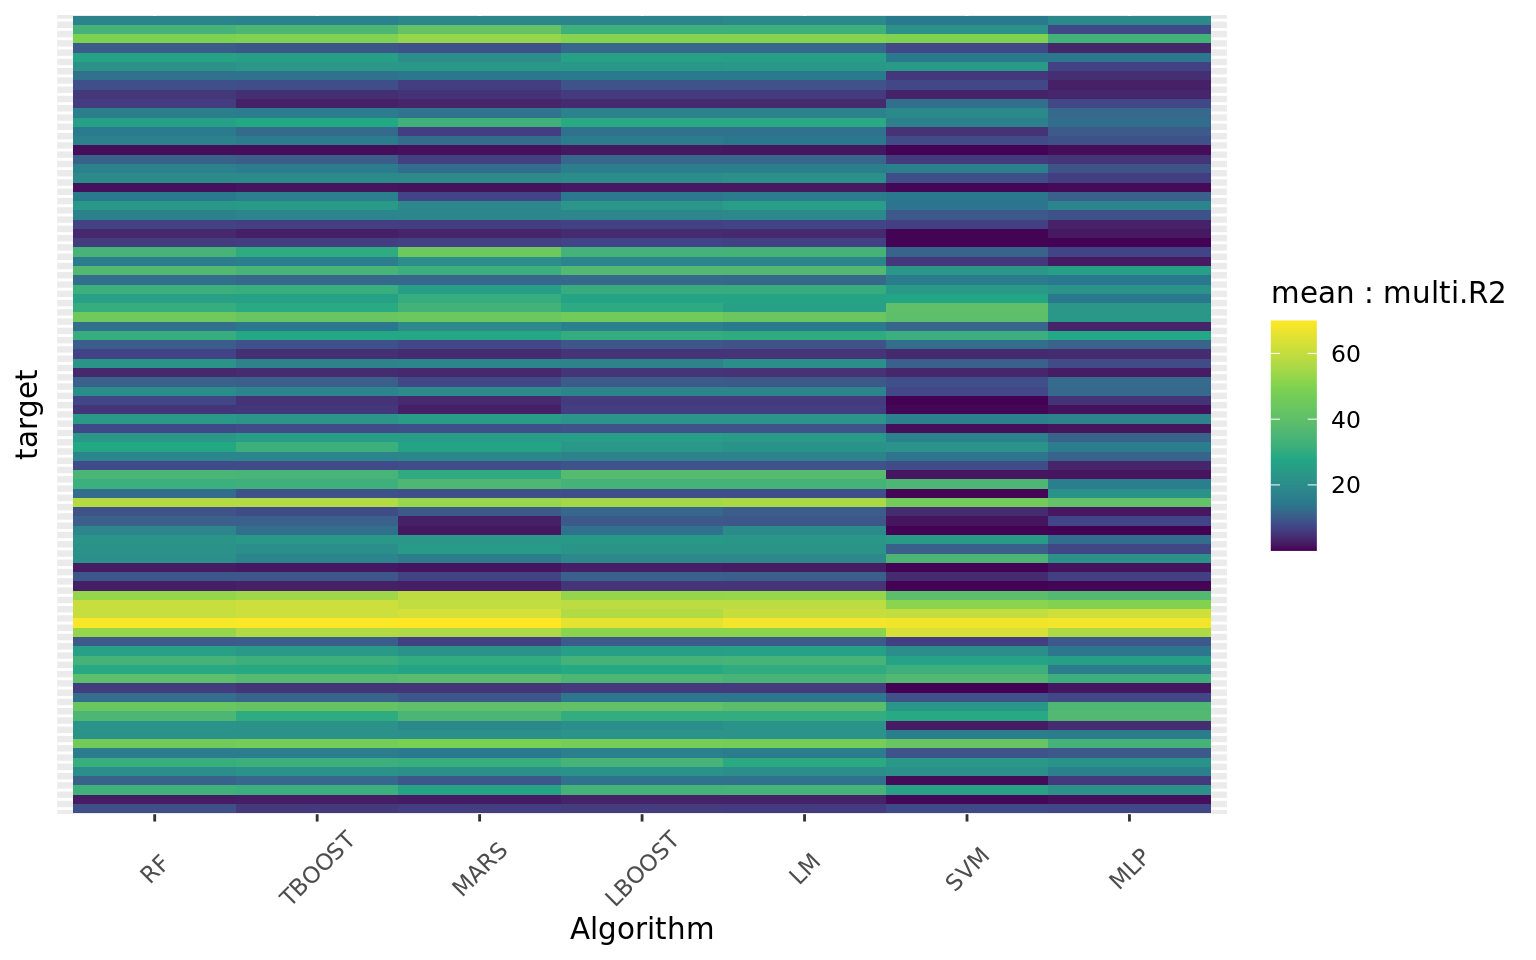 mean : multi.R2
60
40
20
target
RF
TBOOST
MARS
LBOOST
LM
SVM
MLP
Algorithm